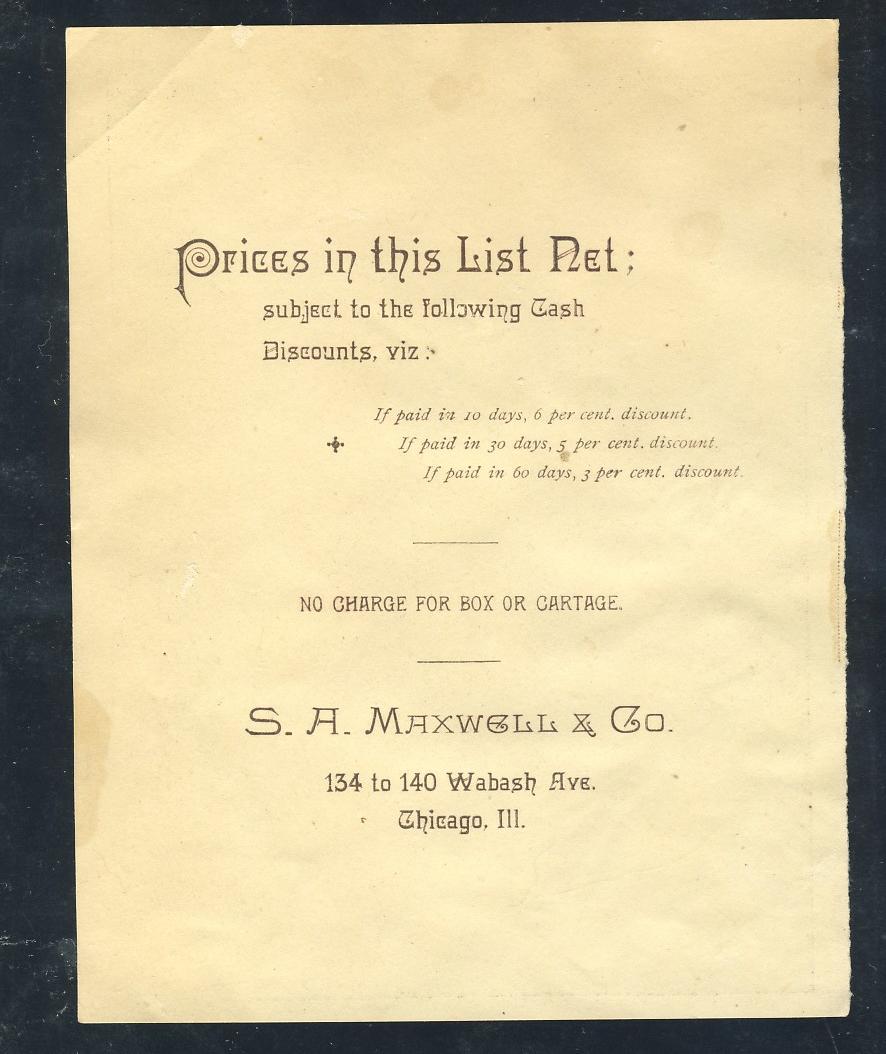 Prices in this List Net;
subject to the following Cash
Discounts, viz:
If paid in 10 days, 6 per cent. discount.
If paid in 30 days, 5 per cent. discount.
If paid in 60 days, 3 per cent. discount.
NO CHARGE FOR BOX OR CARTAGE.
S. A. MAXWELL & CO.
134 to 140 Wabash Ave.
Chicago, Ill.